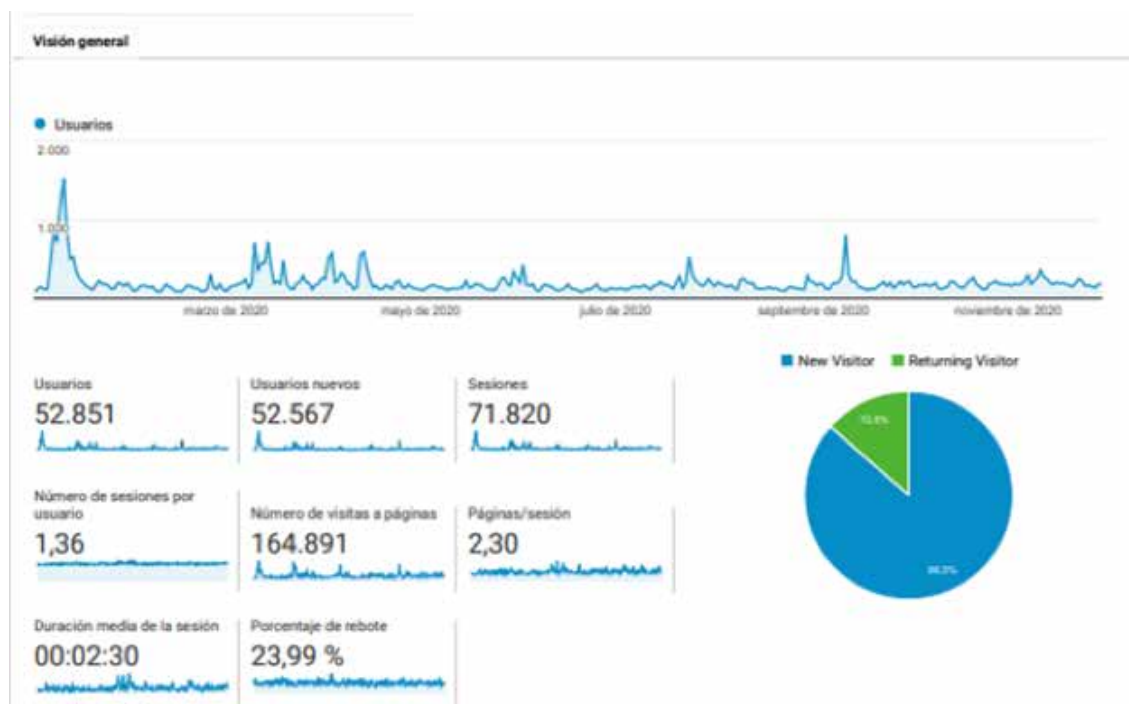 Visión general
Usuarios
2.000
1.000
marzo de 2020
mayo de 2020
julio de 2020
septiembre de 2020
noviembre de 2020
New Visitor
Returning Visitor
Usuarios
52.851
Usuarios nuevos
52.567
Sesiones
71.820
Número de sesiones por
usuario
1,36
Número de visitas a páginas
164.891
Páginas/sesión
2,30
Duración media de la sesión
00:02:30
Porcentaje de rebote
23,99 %